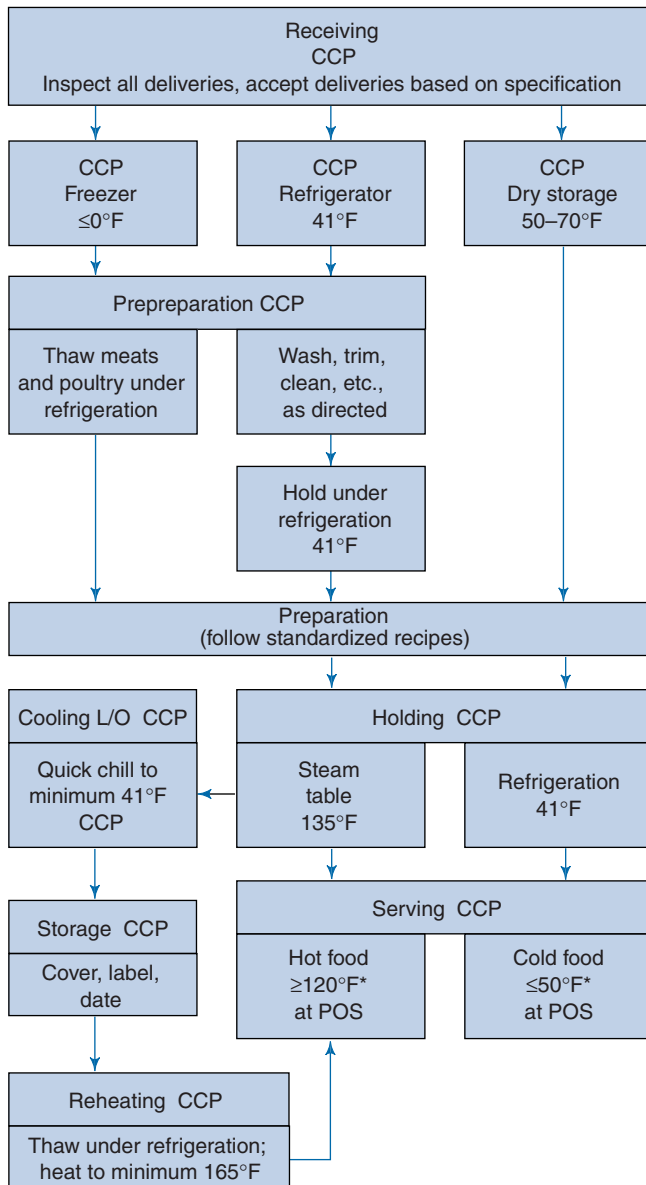 Receiving
CCP
Inspect all deliveries, accept deliveries based on specification
CCP
Freezer
≤0°F
CCP
Refrigerator
41°F
CCP
Dry storage
50–70°F
Prepreparation CCP
Thaw meats
and poultry under
refrigeration
Wash, trim,
clean, etc.,
as directed
Hold under
refrigeration
41°F
Preparation
(follow standardized recipes)
Cooling L/O CCP
Quick chill to
minimum 41°F
CCP
Holding CCP
Steam
table
135°F
Refrigeration
41°F
Storage CCP
Cover, label,
date
Serving CCP
Hot food
≥120°F*
at POS
Cold food
≤50°F*
at POS
Reheating CCP
Thaw under refrigeration;
heat to minimum 165°F